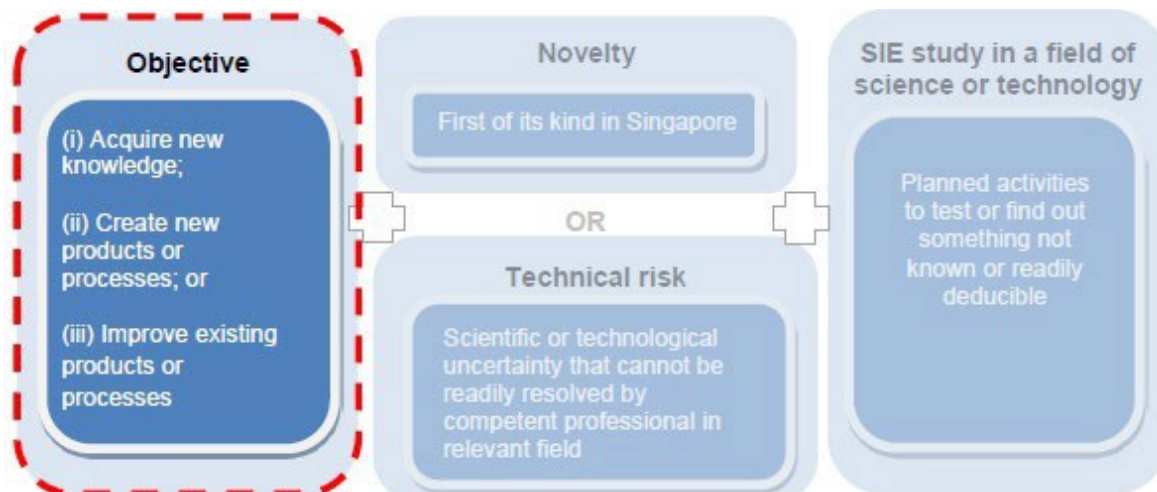 Objective
(i) Acquire new
knowledge;
(ii) Create new
products or
processes; or
(iii) Improve existing
products or
processes
Novelty
First of its kind in Singapore
OR
Technical risk
Scientific or technological
uncertainty that cannot be
readily resolved by
competent professional in
relevant field
SIE study in a field of
science or technology
Planned activities
to test or find out
something not
known or readily
deducible